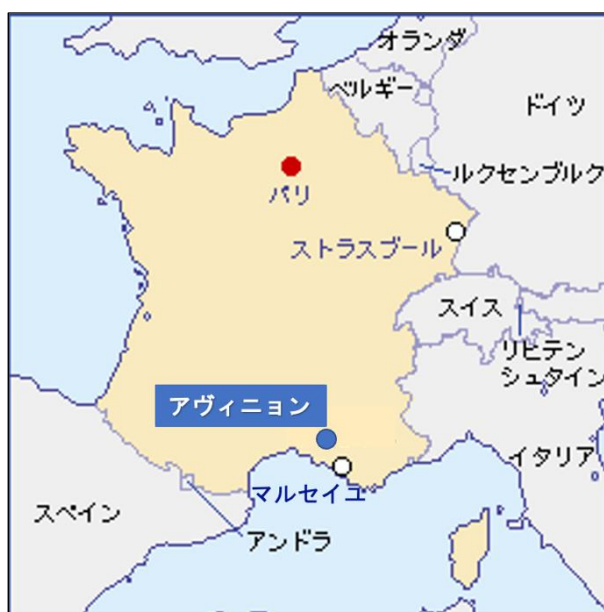 オランダ
ベルギー
ドイツ
ルクセンブルク
パリ
ストラスブール
スイス
リヒテン
シュタイン
アヴィニョン
イタリア
マルセイユ
スペイン
アンドラ